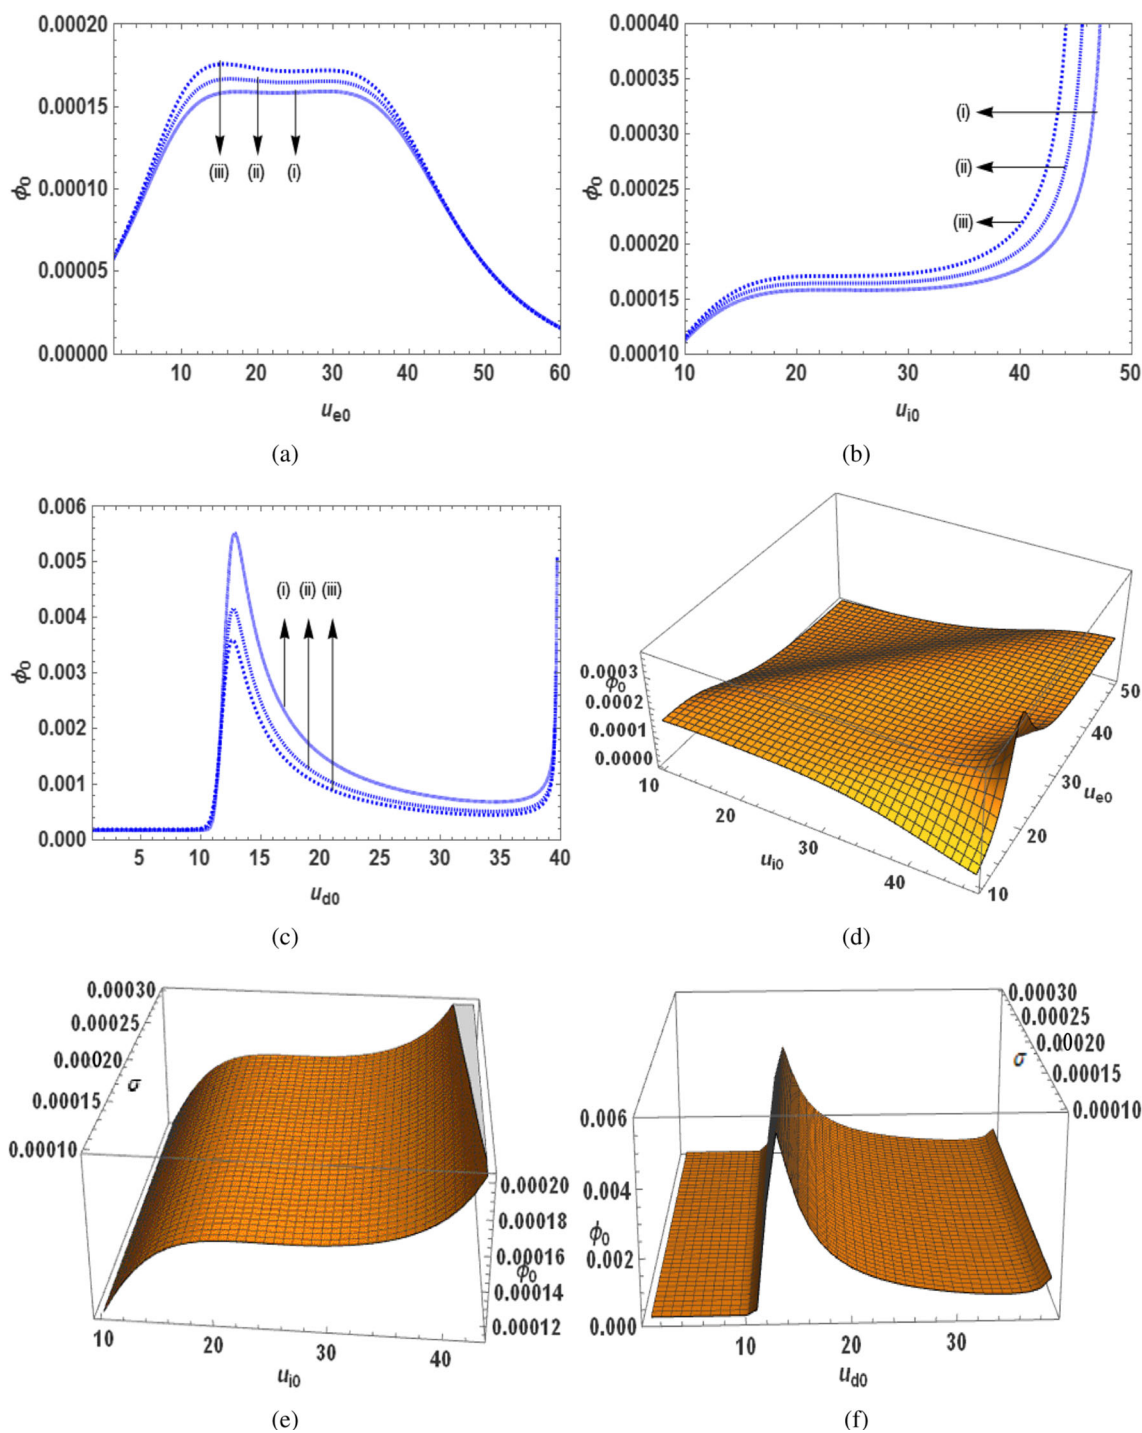 0.00020
0.00015
0.00010
0.00005
0.00000
ϕ0
(iii) (ii) (i)
10 20 30 40 50 60
ue0
(a)
0.00040
0.00035
0.00030
0.00025
0.00020
0.00015
0.00010
ϕ0
(i)
(ii)
(iii)
10 20 30 40 50
ui0
(b)
0.006
0.005
0.004
0.003
0.002
0.001
0.000
ϕ0
(i) (ii) (iii)
5 10 15 20 25 30 35 40
ud0
(c)
0.0003
ϕ0
0.0002
0.0001
0.0000
10
20
30
40
ui0
50
40
30
20
10
ue0
(d)
0.00030
0.00025
0.00020
σ
0.00015
0.00010
0.00020
0.00018
0.00016
ϕ0
0.00014
0.00012
10 20 30 40
ui0
(e)
0.00030
0.00025
0.00020
σ
0.00015
0.00010
0.006
0.004
ϕ0
0.002
0.000
10 20 30
ud0
(f)